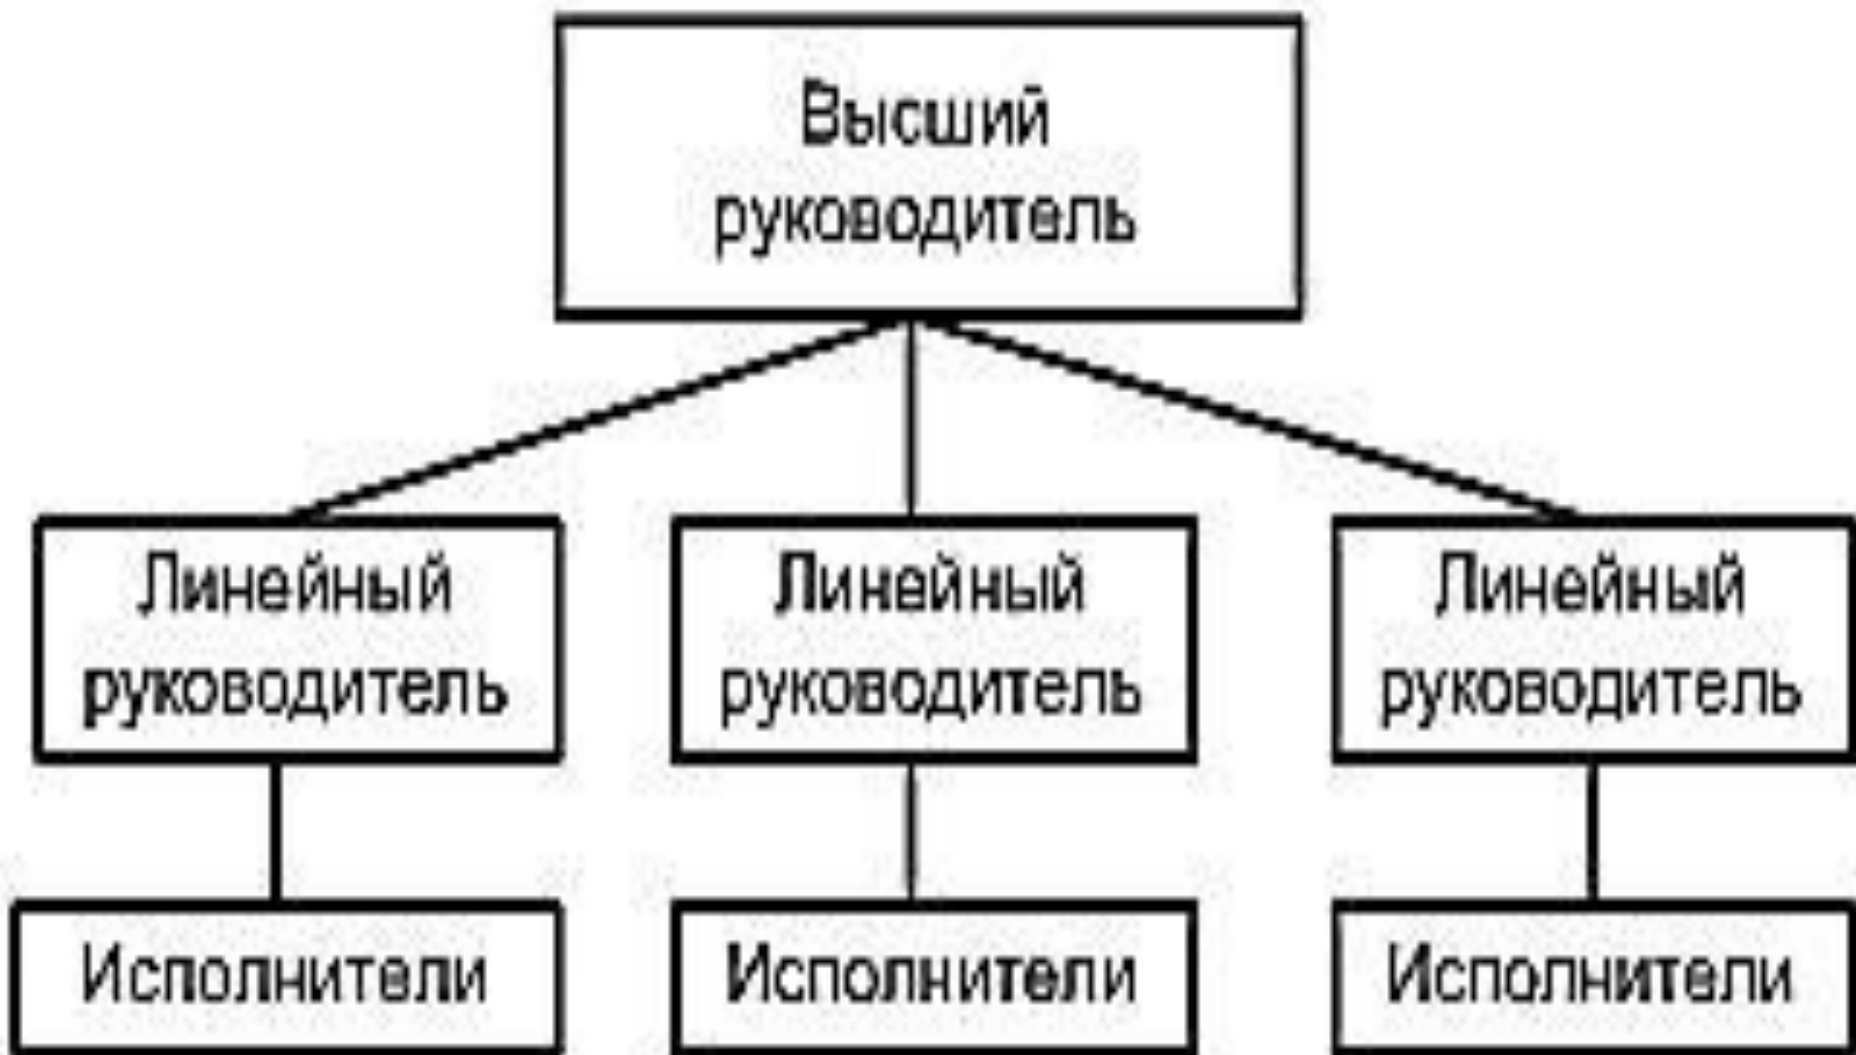 Высший
руководитель
Линейный
руководитель
Линейный
руководитель
Линейный
руководитель
Исполнители
Исполнители
Исполнители